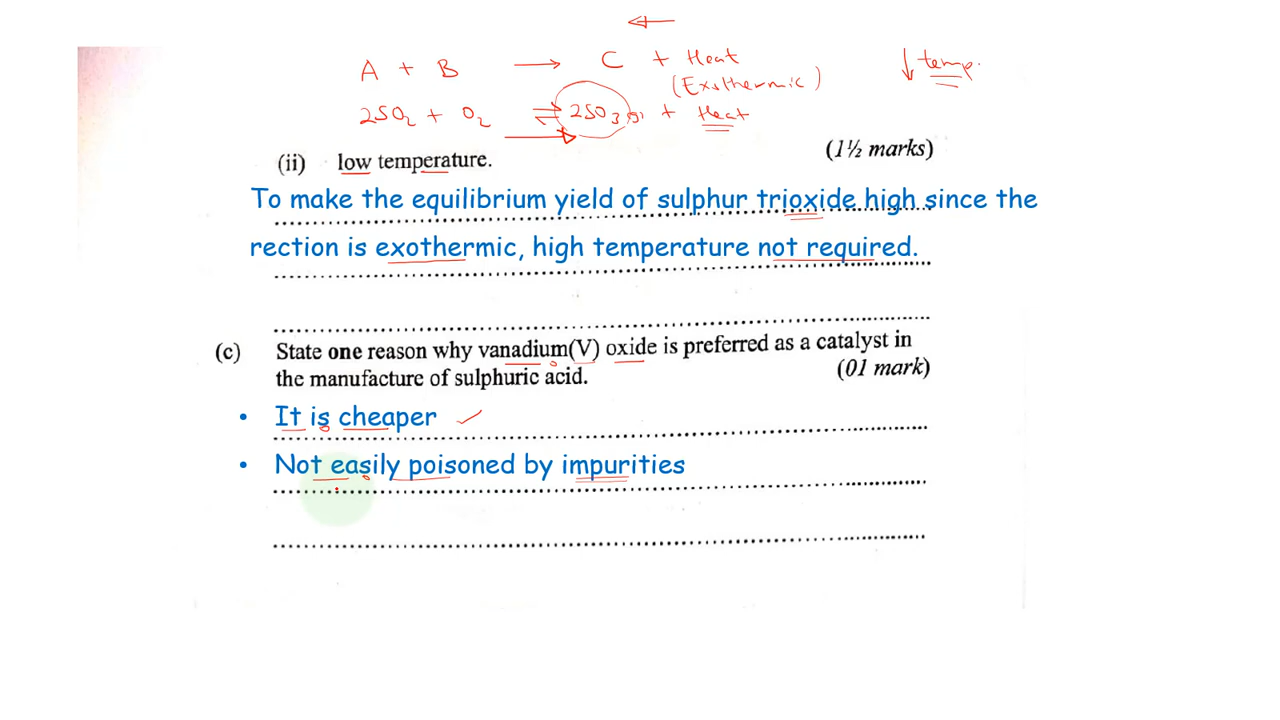 A + B → C + Heat
(Exothermic)
↓ temp.
2SO₂ + O₂ ⇌ 2SO₃(g) + Heat
(ii) low temperature. (1½ marks)
To make the equilibrium yield of sulphur trioxide high since the
rection is exothermic, high temperature not required.
(c) State one reason why vanadium(V) oxide is preferred as a catalyst in
the manufacture of sulphuric acid. (01 mark)
• It is cheaper ✓
• Not easily poisoned by impurities